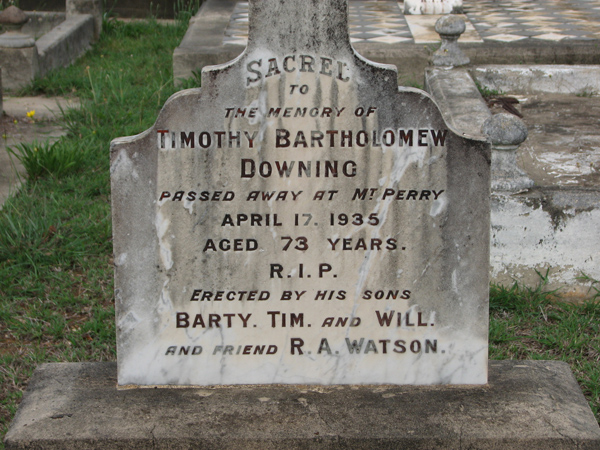 SACRED
TO
THE MEMORY OF
TIMOTHY BARTHOLOMEW
DOWNING
PASSED AWAY AT MT PERRY
APRIL 17. 1935
AGED 73 YEARS.
R.I.P.
ERECTED BY HIS SONS
BARTY. TIM. AND WILL.
AND FRIEND R.A. WATSON.